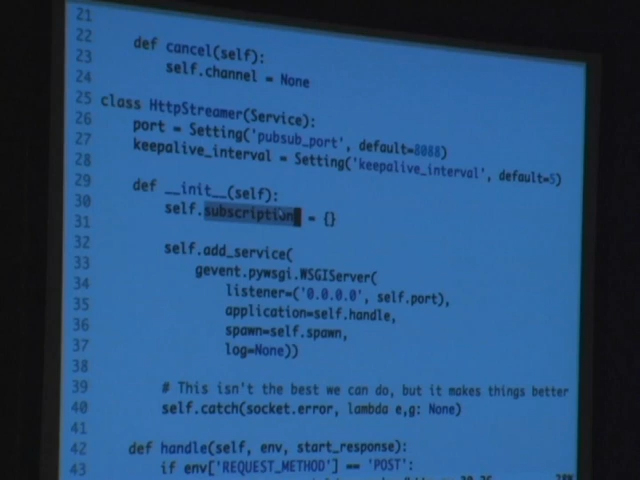 21
22 def cancel(self):
23 self.channel = None
24
25 class HttpStreamer(Service):
26 port = Setting('pubsub_port', default=8088)
27 keepalive_interval = Setting('keepalive_interval', default=5)
28
29 def __init__(self):
30 self.subscription = {}
31
32 self.add_service(
33 gevent.pywsgi.WSGIServer(
34 listener=('0.0.0.0', self.port),
35 application=self.handle,
36 spawn=self.spawn,
37 log=None))
38
39 # This isn't the best we can do, but it makes things better
40 self.catch(socket.error, lambda e,g: None)
41
42 def handle(self, env, start_response):
43 if env['REQUEST_METHOD'] == 'POST':